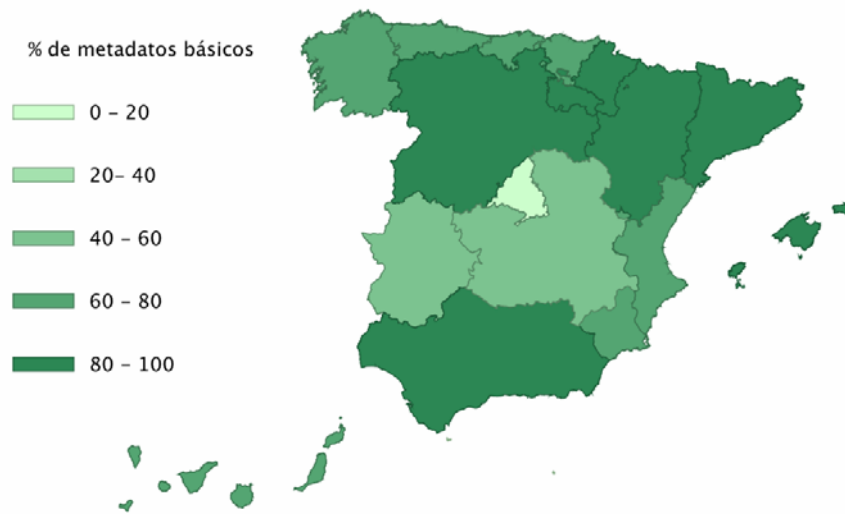 % de metadatos básicos
0 – 20
20– 40
40 – 60
60 – 80
80 – 100